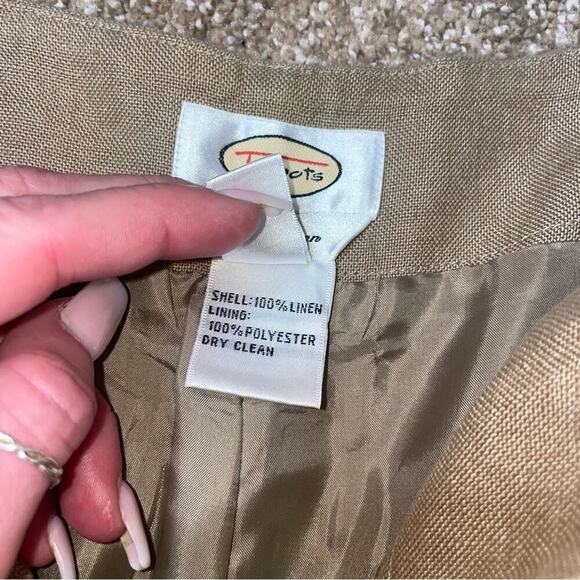 SHELL:100%LINEN
LINING:
100%POLYESTER
DRY CLEAN